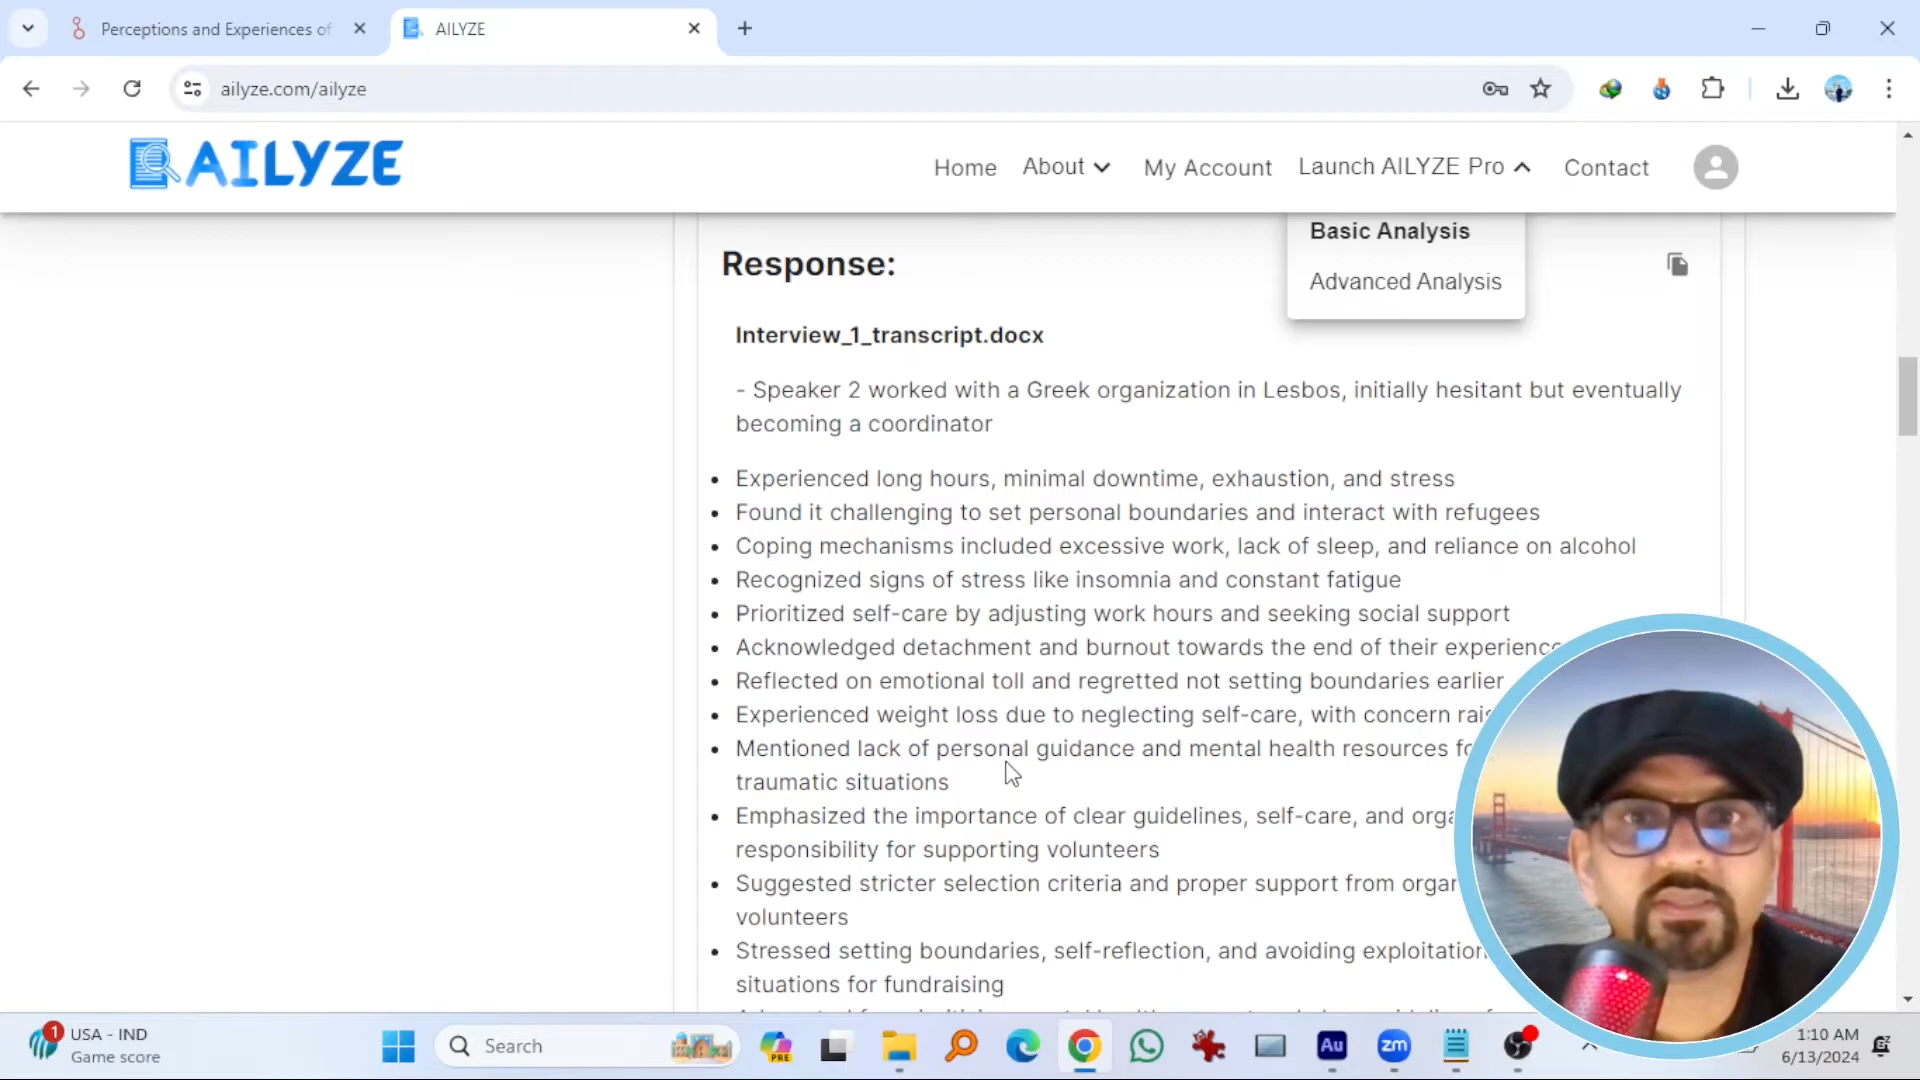 Perceptions and Experiences of
AILYZE
ailyze.com/ailyze
AILYZE
Home
About
My Account
Launch AILYZE Pro
Contact
Basic Analysis
Advanced Analysis
Response:
Interview_1_transcript.docx
- Speaker 2 worked with a Greek organization in Lesbos, initially hesitant but eventually
becoming a coordinator
• Experienced long hours, minimal downtime, exhaustion, and stress
• Found it challenging to set personal boundaries and interact with refugees
• Coping mechanisms included excessive work, lack of sleep, and reliance on alcohol
• Recognized signs of stress like insomnia and constant fatigue
• Prioritized self-care by adjusting work hours and seeking social support
• Acknowledged detachment and burnout towards the end of their experience
• Reflected on emotional toll and regretted not setting boundaries earlier
• Experienced weight loss due to neglecting self-care, with concern
• Mentioned lack of personal guidance and mental health resources
traumatic situations
• Emphasized the importance of clear guidelines, self-care, and
responsibility for supporting volunteers
• Suggested stricter selection criteria and proper support from
volunteers
• Stressed setting boundaries, self-reflection, and avoiding exploitation
situations for fundraising
1
USA - IND
Game score
Search
PRE
Au
zm
1:10 AM
6/13/2024